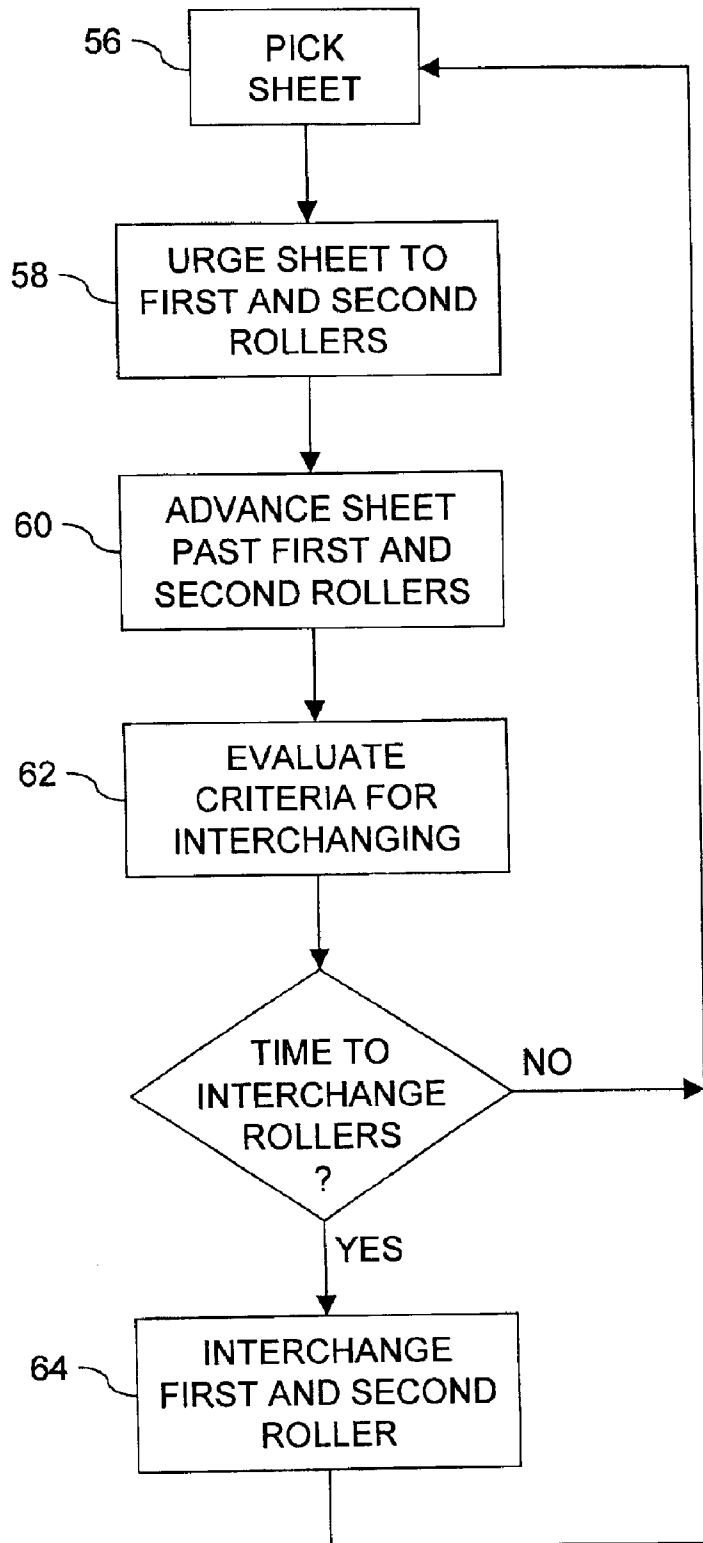 56
PICK
SHEET
58
URGE SHEET TO
FIRST AND SECOND
ROLLERS
60
ADVANCE SHEET
PAST FIRST AND
SECOND ROLLERS
62
EVALUATE
CRITERIA FOR
INTERCHANGING
TIME TO
INTERCHANGE
ROLLERS
?
NO
YES
64
INTERCHANGE
FIRST AND SECOND
ROLLER